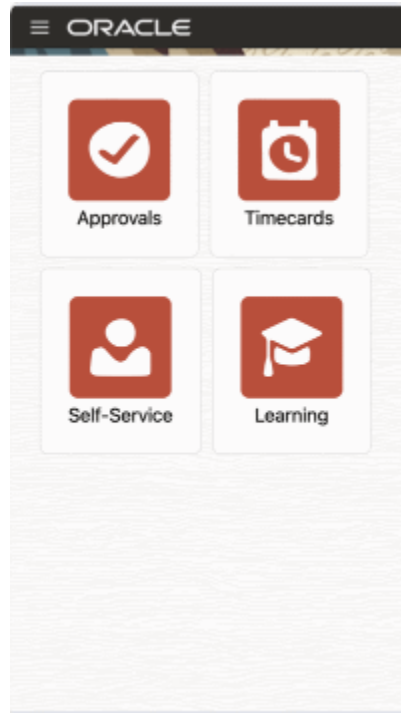 ORACLE
Approvals
Timecards
Self-Service
Learning